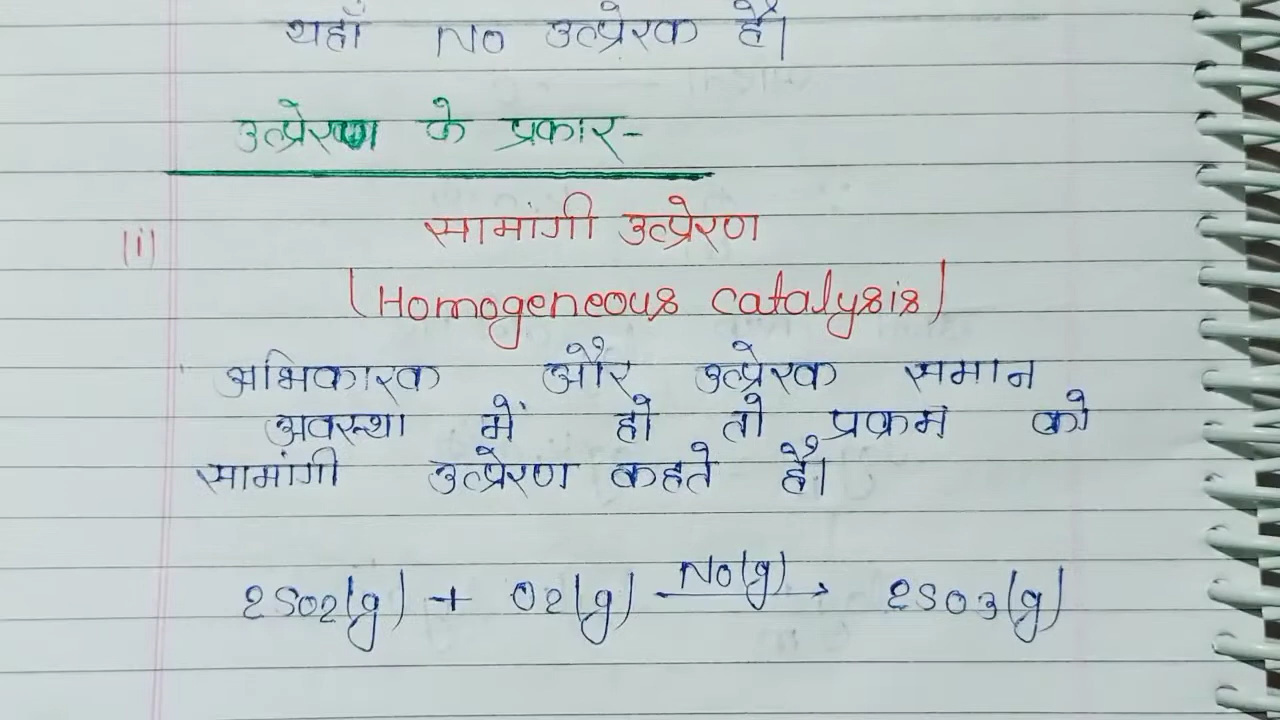 यहाँ NO उत्प्रेरक है।
उत्प्रेरण के प्रकार-
(i) सामांगी उत्प्रेरण
(Homogeneous catalysis)
अभिकारक और उत्प्रेरक समान
अवस्था में हो तो प्रक्रम को
सामांगी उत्प्रेरण कहते है।
2SO2(g) + O2(g) NO(g) → 2SO3(g)